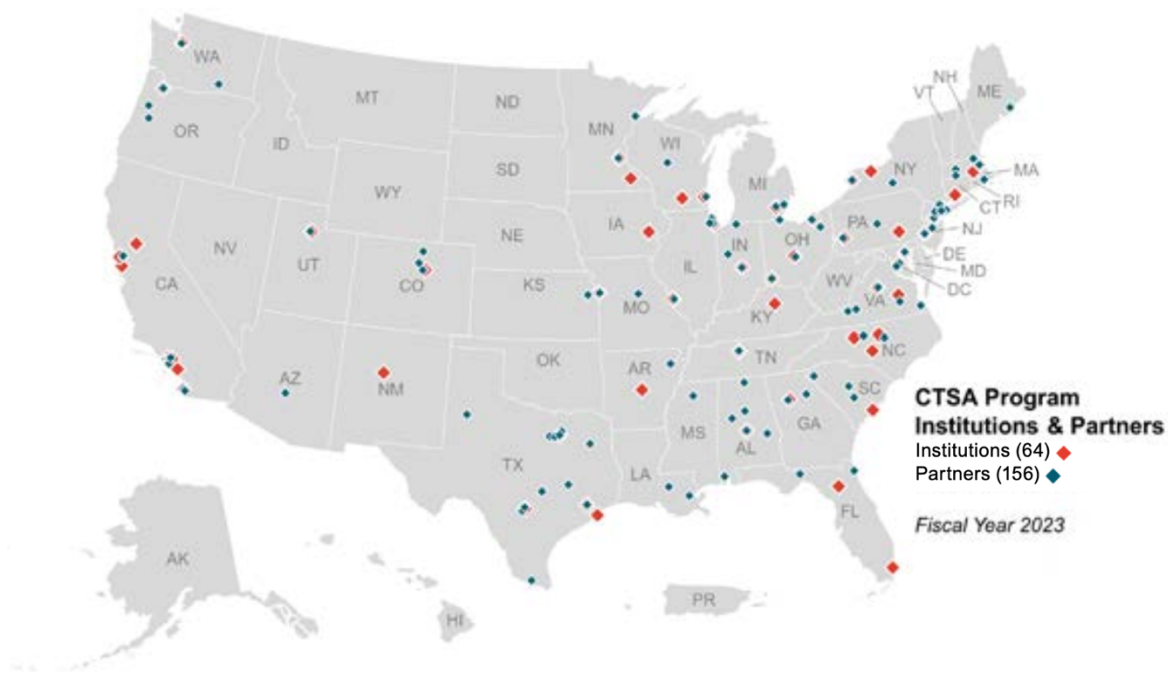 WA
MT
ND
MN
WI
MI
VT
NH
ME
OR
ID
SD
NY
MA
WY
IA
NE
PA
CT
RI
NV
UT
CO
KS
MO
IL
IN
OH
NJ
DE
MD
DC
CA
WV
VA
KY
OK
TN
NC
AZ
NM
AR
SC
MS
AL
GA
TX
LA
FL
CTSA Program
Institutions & Partners
Institutions (64)
Partners (156)
Fiscal Year 2023
AK
HI
PR